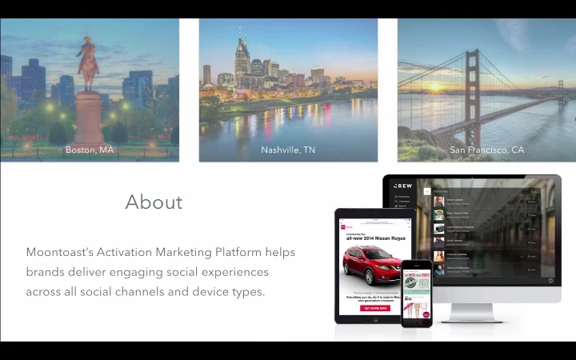 Boston, MA
Nashville, TN
San Francisco, CA
About
Moontoast's Activation Marketing Platform helps
brands deliver engaging social experiences
across all social channels and device types.
CREW
all-new 2014 Nissan Rogue